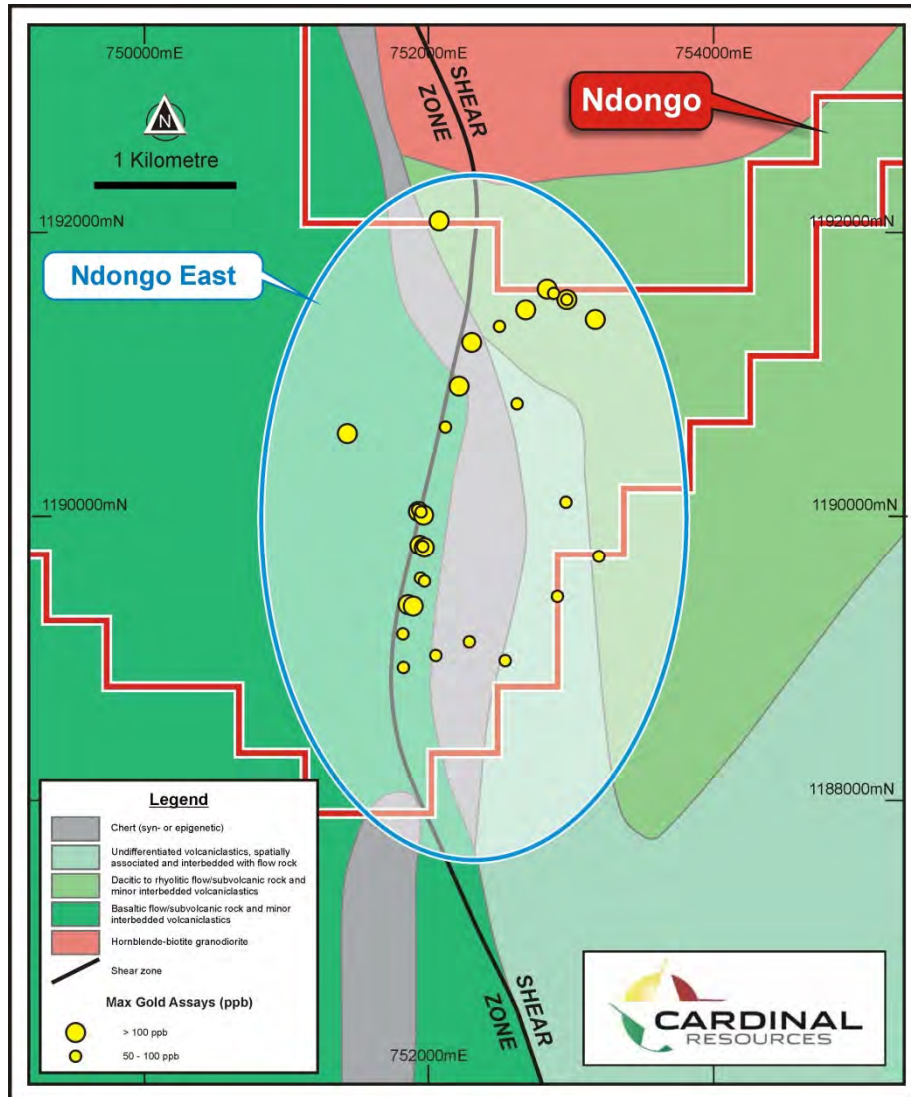 750000mE
752000mE
754000mE
SHEAR
ZONE
Ndongo
N
1 Kilometre
1192000mN
1192000mN
Ndongo East
1190000mN
1190000mN
1188000mN
Legend
Chert (syn- or epigenetic)
Undifferentiated volcaniclastics, spatially
associated and interbedded with flow rock
Dacitic to rhyolitic flow/subvolcanic rock and
minor interbedded volcaniclastics
Basaltic flow/subvolcanic rock and minor
interbedded volcaniclastics
Hornblende-biotite granodiorite
Shear zone
Max Gold Assays (ppb)
> 100 ppb
50 - 100 ppb
SHEAR
ZONE
CARDINAL
RESOURCES
752000mE
754000mE